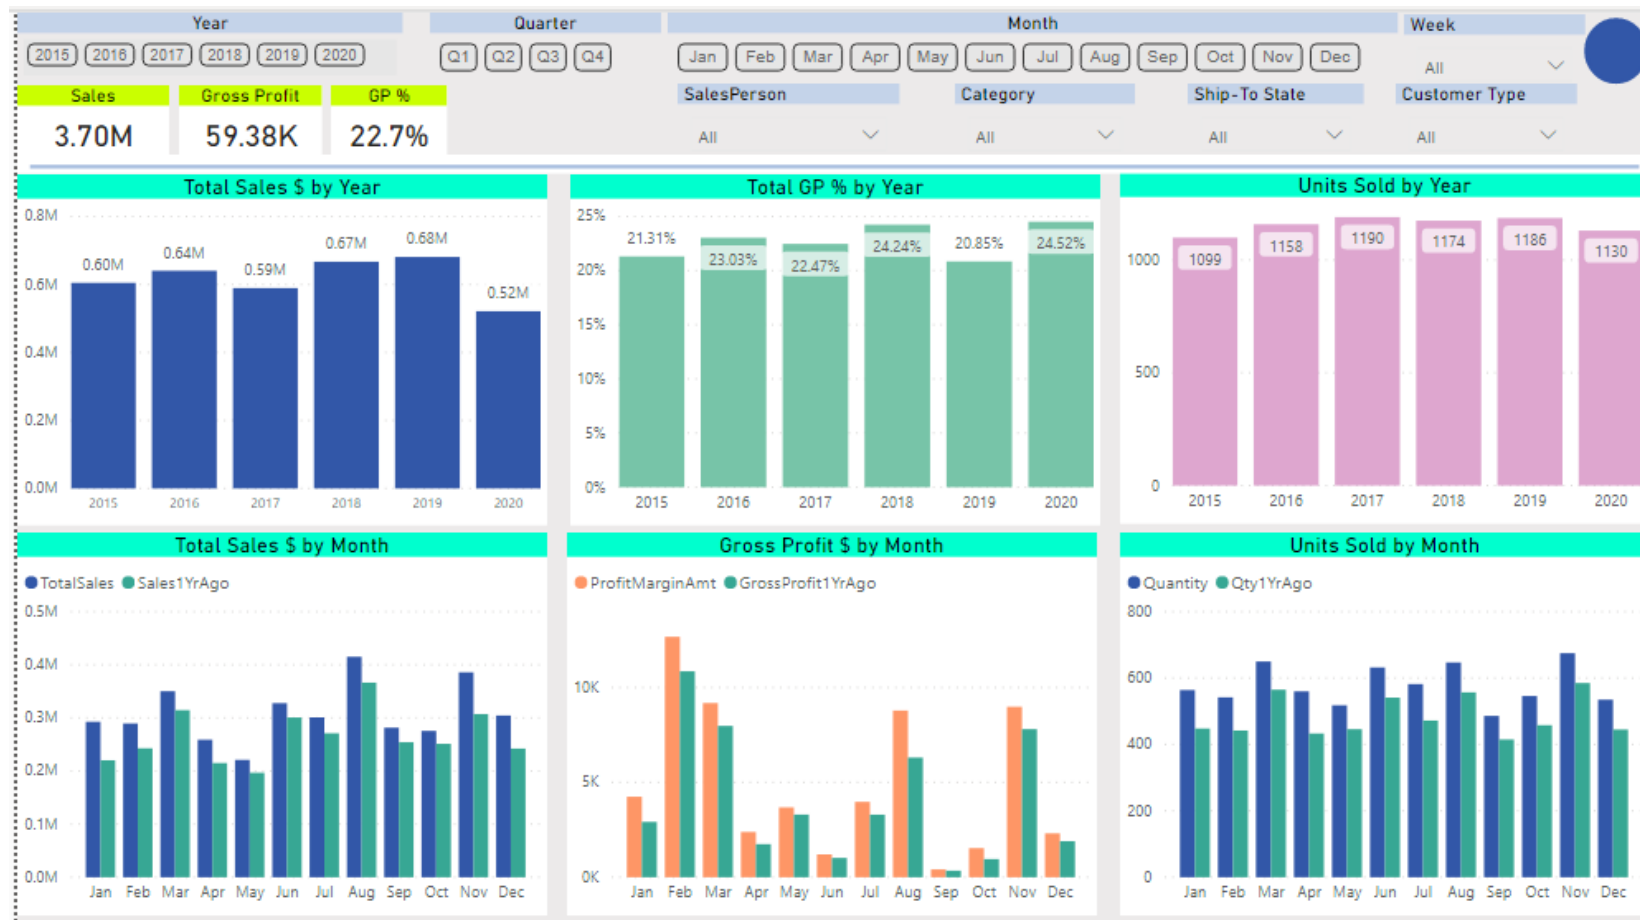 Year Quarter Month Week
2015 2016 2017 2018 2019 2020 Q1 Q2 Q3 Q4 Jan Feb Mar Apr May Jun Jul Aug Sep Oct Nov Dec All
Sales Gross Profit GP % SalesPerson Category Ship-To State Customer Type
3.70M 59.38K 22.7% All All All All
Total Sales $ by Year
0.8M
0.6M
0.4M
0.2M
0.0M
0.60M 0.64M 0.59M 0.67M 0.68M 0.52M
2015 2016 2017 2018 2019 2020
Total GP % by Year
25%
20%
15%
10%
5%
0%
21.31% 23.03% 22.47% 24.24% 20.85% 24.52%
2015 2016 2017 2018 2019 2020
Units Sold by Year
1000
500
0
1099 1158 1190 1174 1186 1130
2015 2016 2017 2018 2019 2020
Total Sales $ by Month
TotalSales Sales1YrAgo
0.5M
0.4M
0.3M
0.2M
0.1M
0.0M
Jan Feb Mar Apr May Jun Jul Aug Sep Oct Nov Dec
Gross Profit $ by Month
ProfitMarginAmt GrossProfit1YrAgo
10K
5K
0K
Jan Feb Mar Apr May Jun Jul Aug Sep Oct Nov Dec
Units Sold by Month
Quantity Qty1YrAgo
800
600
400
200
0
Jan Feb Mar Apr May Jun Jul Aug Sep Oct Nov Dec